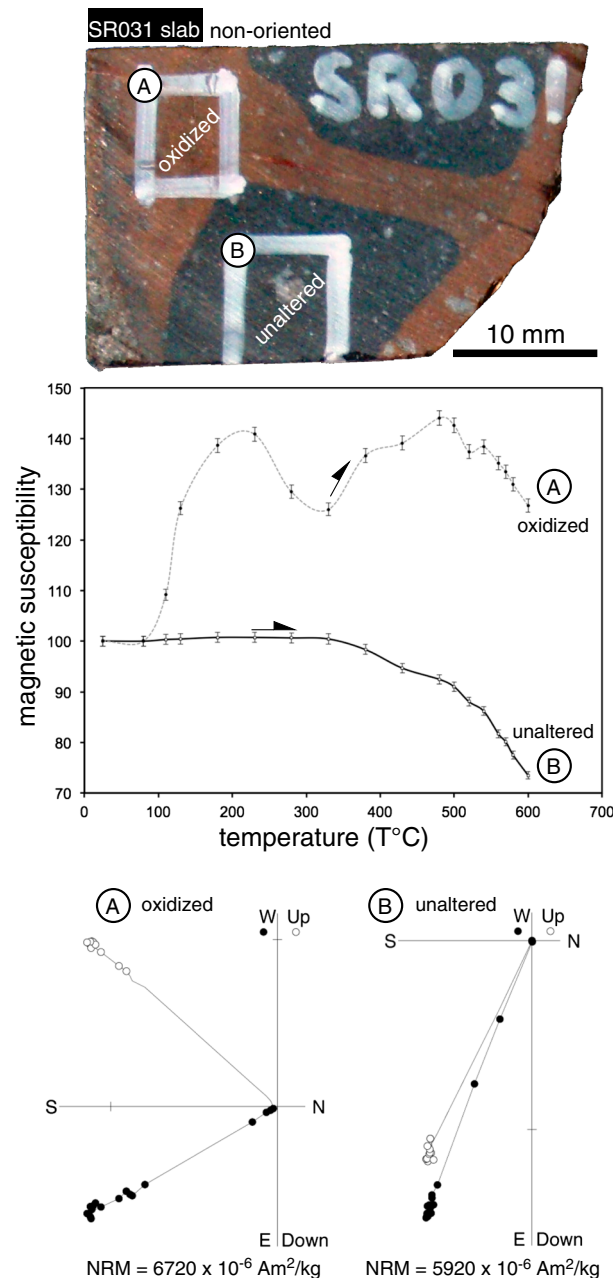 SR031 slab non-oriented
A
oxidized
SR031
B
unaltered
10 mm
150
140
130
120
110
100
90
80
70
magnetic susceptibility
A
oxidized
unaltered
B
0 100 200 300 400 500 600 700
temperature (T°C)
A oxidized
W Up
S N
E Down
NRM = 6720 x 10⁻⁶ Am²/kg
B unaltered
W Up
S N
E Down
NRM = 5920 x 10⁻⁶ Am²/kg